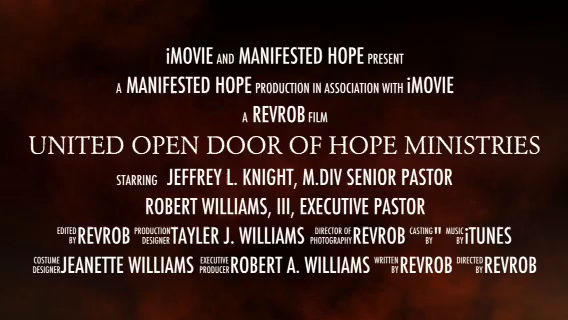 iMOVIE AND MANIFESTED HOPE PRESENT
A MANIFESTED HOPE PRODUCTION IN ASSOCIATION WITH iMOVIE
A REVROB FILM
UNITED OPEN DOOR OF HOPE MINISTRIES
STARRING JEFFREY L. KNIGHT, M.DIV SENIOR PASTOR
ROBERT WILLIAMS, III, EXECUTIVE PASTOR
EDITED BY REVROB PRODUCTION DESIGNER TAYLER J. WILLIAMS DIRECTOR OF PHOTOGRAPHY REVROB CASTING BY " MUSIC BY iTUNES
COSTUME DESIGNER JEANETTE WILLIAMS EXECUTIVE PRODUCER ROBERT A. WILLIAMS WRITTEN BY REVROB DIRECTED BY REVROB